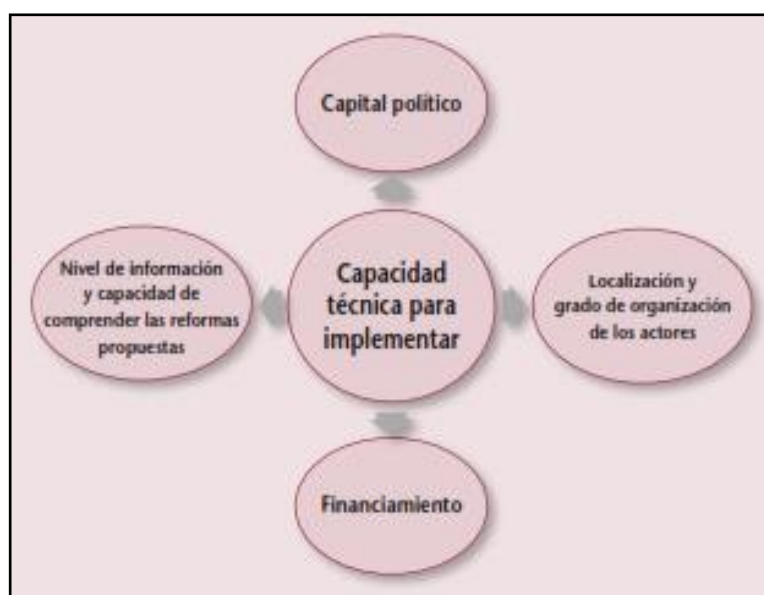 Capital político
Nivel de información
y capacidad de
comprender las reformas
propuestas
Capacidad
técnica para
implementar
Localización y
grado de organización
de los actores
Financiamiento